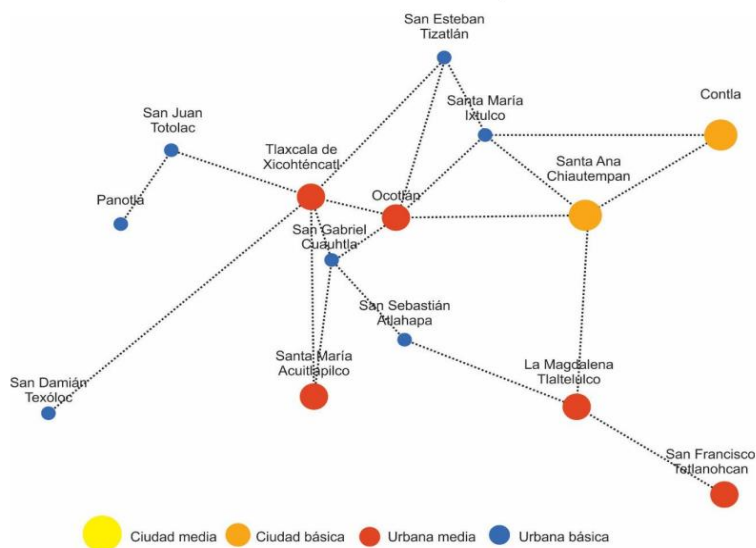 San Esteban
Tizatlán
Contla
Santa María
Ixtulco
San Juan
Totolac
Tlaxcala de
Xicohténcatl
Santa Ana
Chiautempan
Ocotlán
Panotla
San Gabriel
Cuauhtla
San Sebastián
Atlahapa
Santa María
Acuitlapilco
La Magdalena
Tlaltelulco
San Damián
Texóloc
San Francisco
Tetlanohcan
Ciudad media
Ciudad básica
Urbana media
Urbana básica